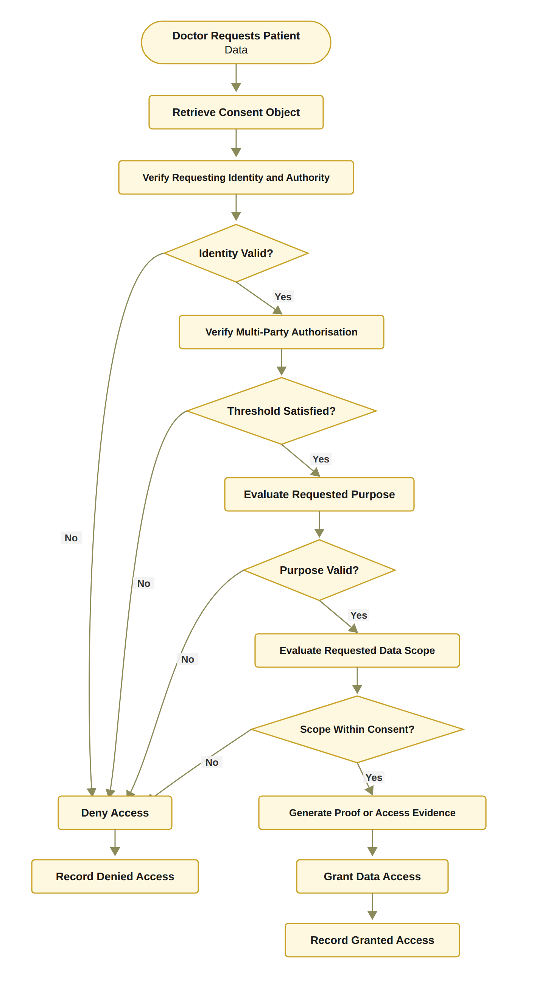 Doctor Requests Patient
Data
Retrieve Consent Object
Verify Requesting Identity and Authority
Identity Valid?
Yes
Verify Multi-Party Authorisation
Threshold Satisfied?
Yes
Evaluate Requested Purpose
No
Purpose Valid?
No
Yes
Evaluate Requested Data Scope
No
Scope Within Consent?
No
Yes
Deny Access
Generate Proof or Access Evidence
Record Denied Access
Grant Data Access
Record Granted Access